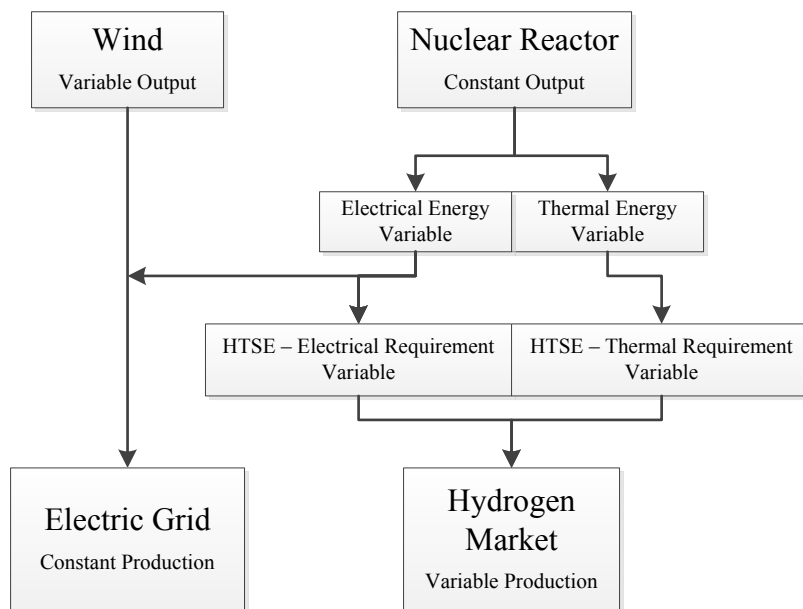 Wind
Variable Output
Nuclear Reactor
Constant Output
Electrical Energy
Variable
Thermal Energy
Variable
HTSE – Electrical Requirement
Variable
HTSE – Thermal Requirement
Variable
Electric Grid
Constant Production
Hydrogen
Market
Variable Production